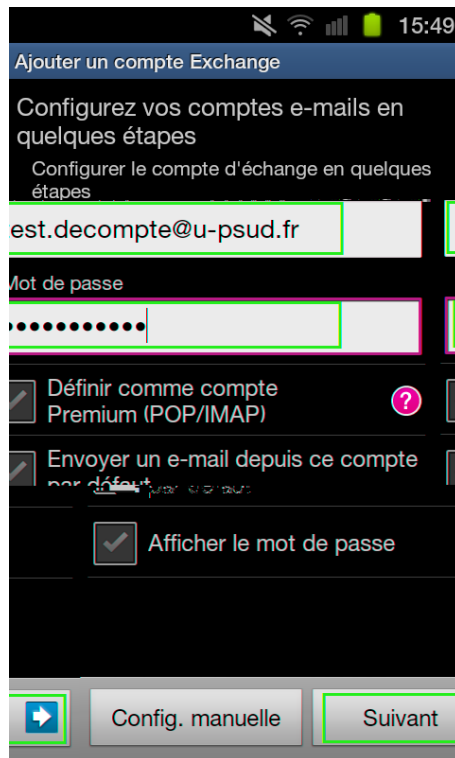 15:49
Ajouter un compte Exchange
Configurez vos comptes e-mails en
quelques étapes
Configurer le compte d'échange en quelques
étapes
est.decompte@u-psud.fr
Mot de passe
•••••••••••
Définir comme compte
Premium (POP/IMAP)
?
Envoyer un e-mail depuis ce compte
par défaut
Afficher le mot de passe
Config. manuelle
Suivant